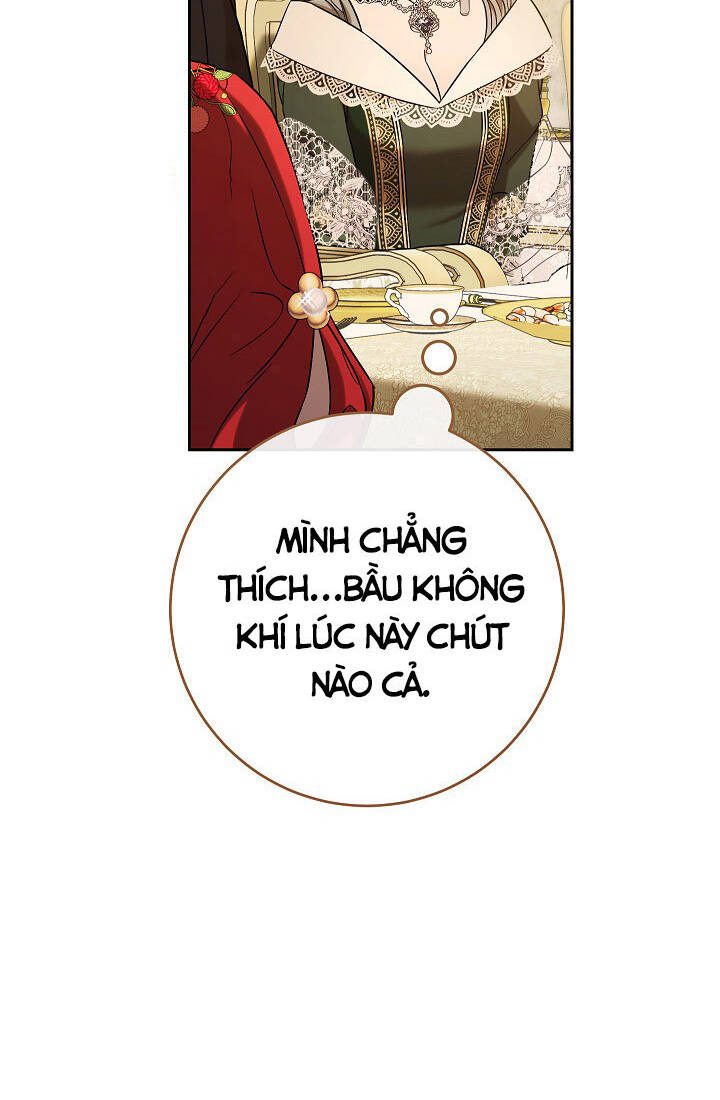 MÌNH CHẲNG
THÍCH...BẦU KHÔNG
KHÍ LÚC NÀY CHÚT
NÀO CẢ.